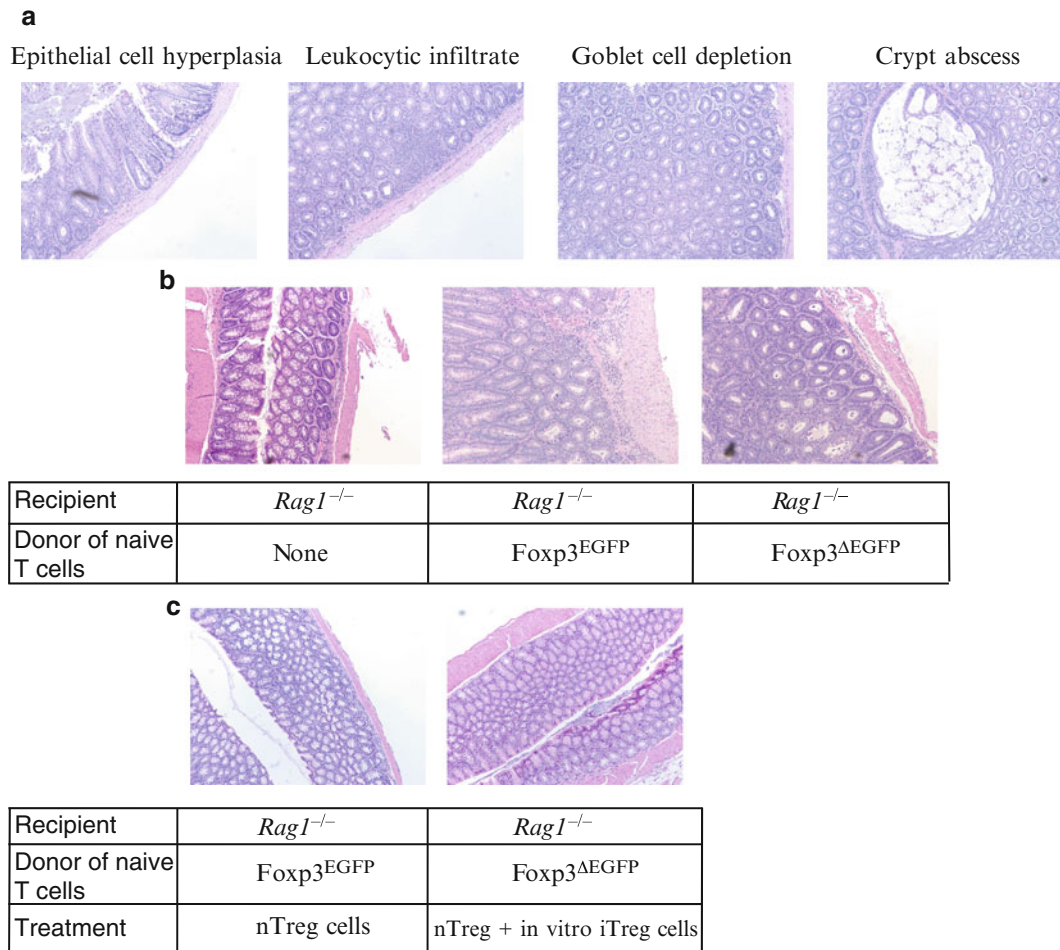 a
Epithelial cell hyperplasia Leukocytic infiltrate Goblet cell depletion Crypt abscess
b
Recipient Rag1–/– Rag1–/– Rag1–/–
Donor of naive T cells None Foxp3EGFP Foxp3ΔEGFP
c
Recipient Rag1–/– Rag1–/–
Donor of naive T cells Foxp3EGFP Foxp3ΔEGFP
Treatment nTreg cells nTreg + in vitro iTreg cells